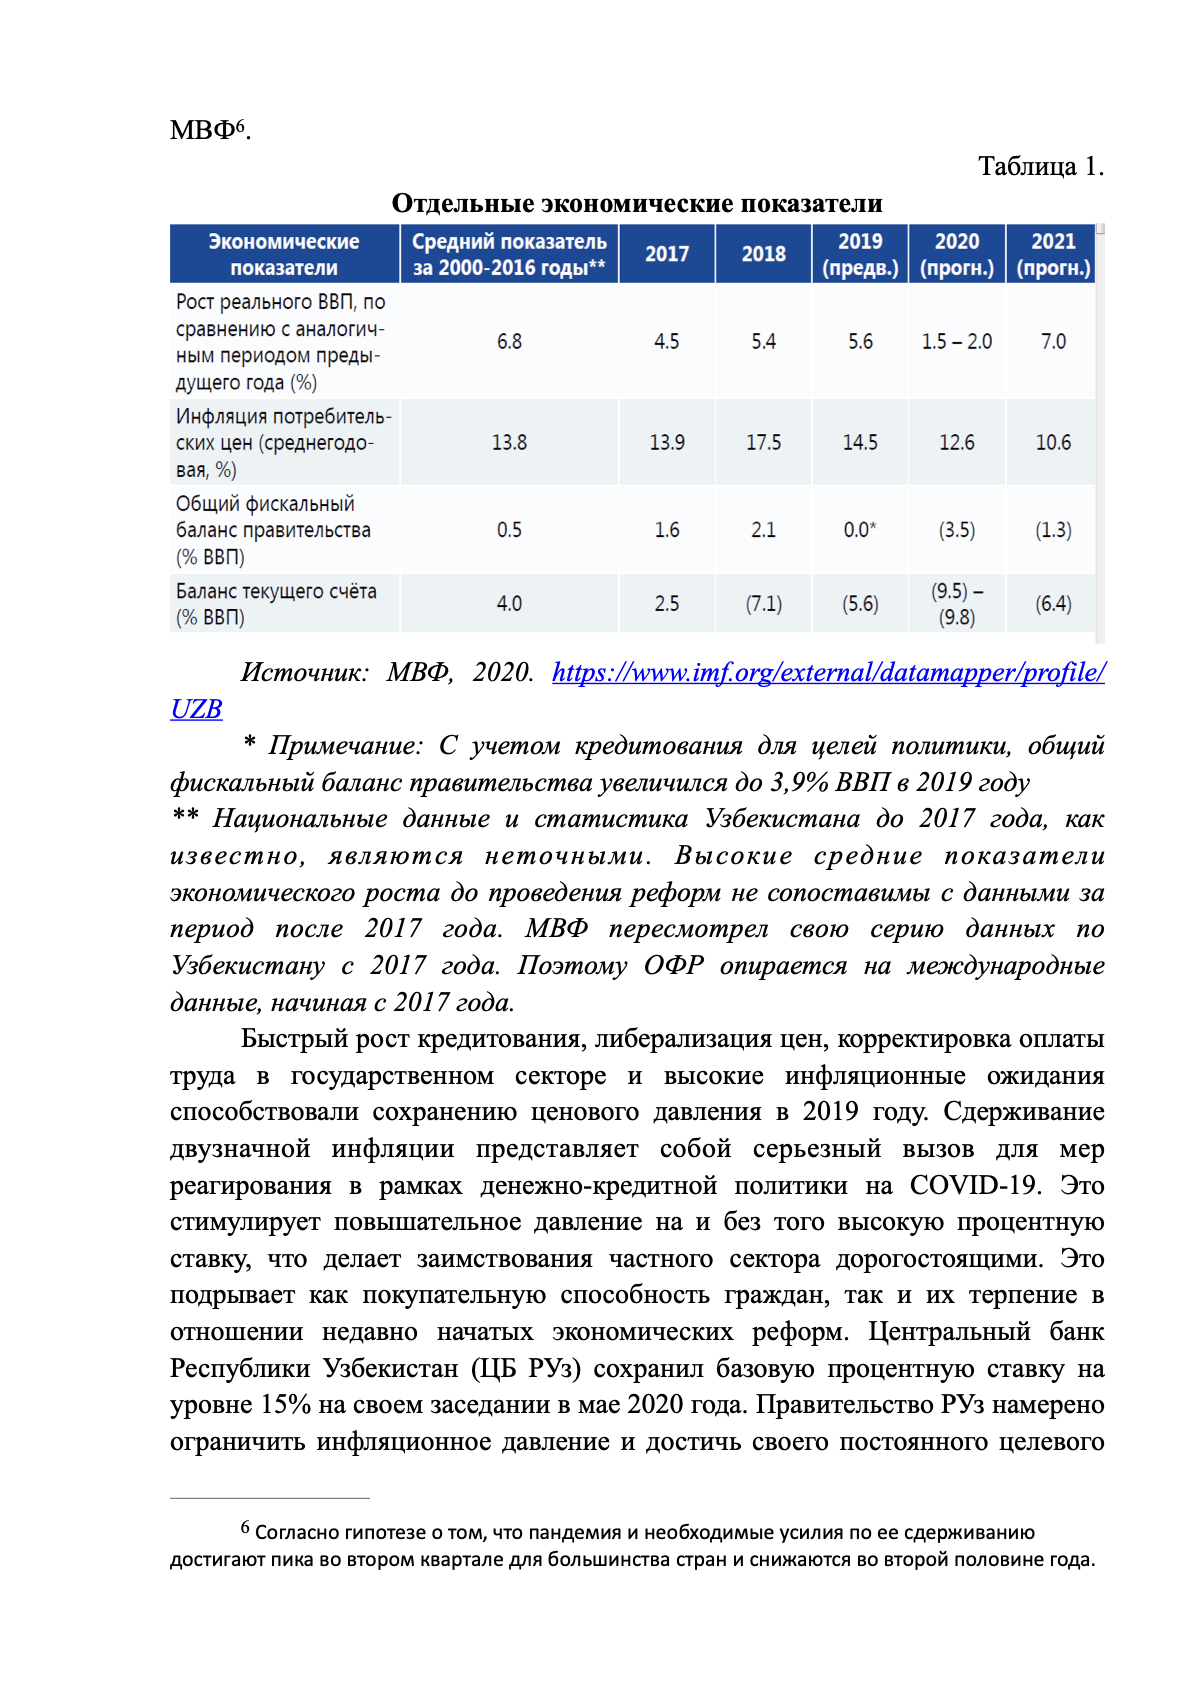 МВФ⁶.
Таблица 1.
Отдельные экономические показатели
Экономические показатели | Средний показатель за 2000-2016 годы** | 2017 | 2018 | 2019 (предв.) | 2020 (прогн.) | 2021 (прогн.)
Рост реального ВВП, по
сравнению с аналогич-
ным периодом преды-
дущего года (%) | 6.8 | 4.5 | 5.4 | 5.6 | 1.5 – 2.0 | 7.0
Инфляция потребитель-
ских цен (среднегодо-
вая, %) | 13.8 | 13.9 | 17.5 | 14.5 | 12.6 | 10.6
Общий фискальный
баланс правительства
(% ВВП) | 0.5 | 1.6 | 2.1 | 0.0* | (3.5) | (1.3)
Баланс текущего счёта
(% ВВП) | 4.0 | 2.5 | (7.1) | (5.6) | (9.5) – (9.8) | (6.4)
Источник: МВФ, 2020. https://www.imf.org/external/datamapper/profile/
UZB
* Примечание: С учетом кредитования для целей политики, общий
фискальный баланс правительства увеличился до 3,9% ВВП в 2019 году
** Национальные данные и статистика Узбекистана до 2017 года, как
известно, являются неточными. Высокие средние показатели
экономического роста до проведения реформ не сопоставимы с данными за
период после 2017 года. МВФ пересмотрел свою серию данных по
Узбекистану с 2017 года. Поэтому ОФР опирается на международные
данные, начиная с 2017 года.
Быстрый рост кредитования, либерализация цен, корректировка оплаты
труда в государственном секторе и высокие инфляционные ожидания
способствовали сохранению ценового давления в 2019 году. Сдерживание
двузначной инфляции представляет собой серьезный вызов для мер
реагирования в рамках денежно-кредитной политики на COVID-19. Это
стимулирует повышательное давление на и без того высокую процентную
ставку, что делает заимствования частного сектора дорогостоящими. Это
подрывает как покупательную способность граждан, так и их терпение в
отношении недавно начатых экономических реформ. Центральный банк
Республики Узбекистан (ЦБ РУз) сохранил базовую процентную ставку на
уровне 15% на своем заседании в мае 2020 года. Правительство РУз намерено
ограничить инфляционное давление и достичь своего постоянного целевого
⁶ Согласно гипотезе о том, что пандемия и необходимые усилия по ее сдерживанию
достигают пика во втором квартале для большинства стран и снижаются во второй половине года.